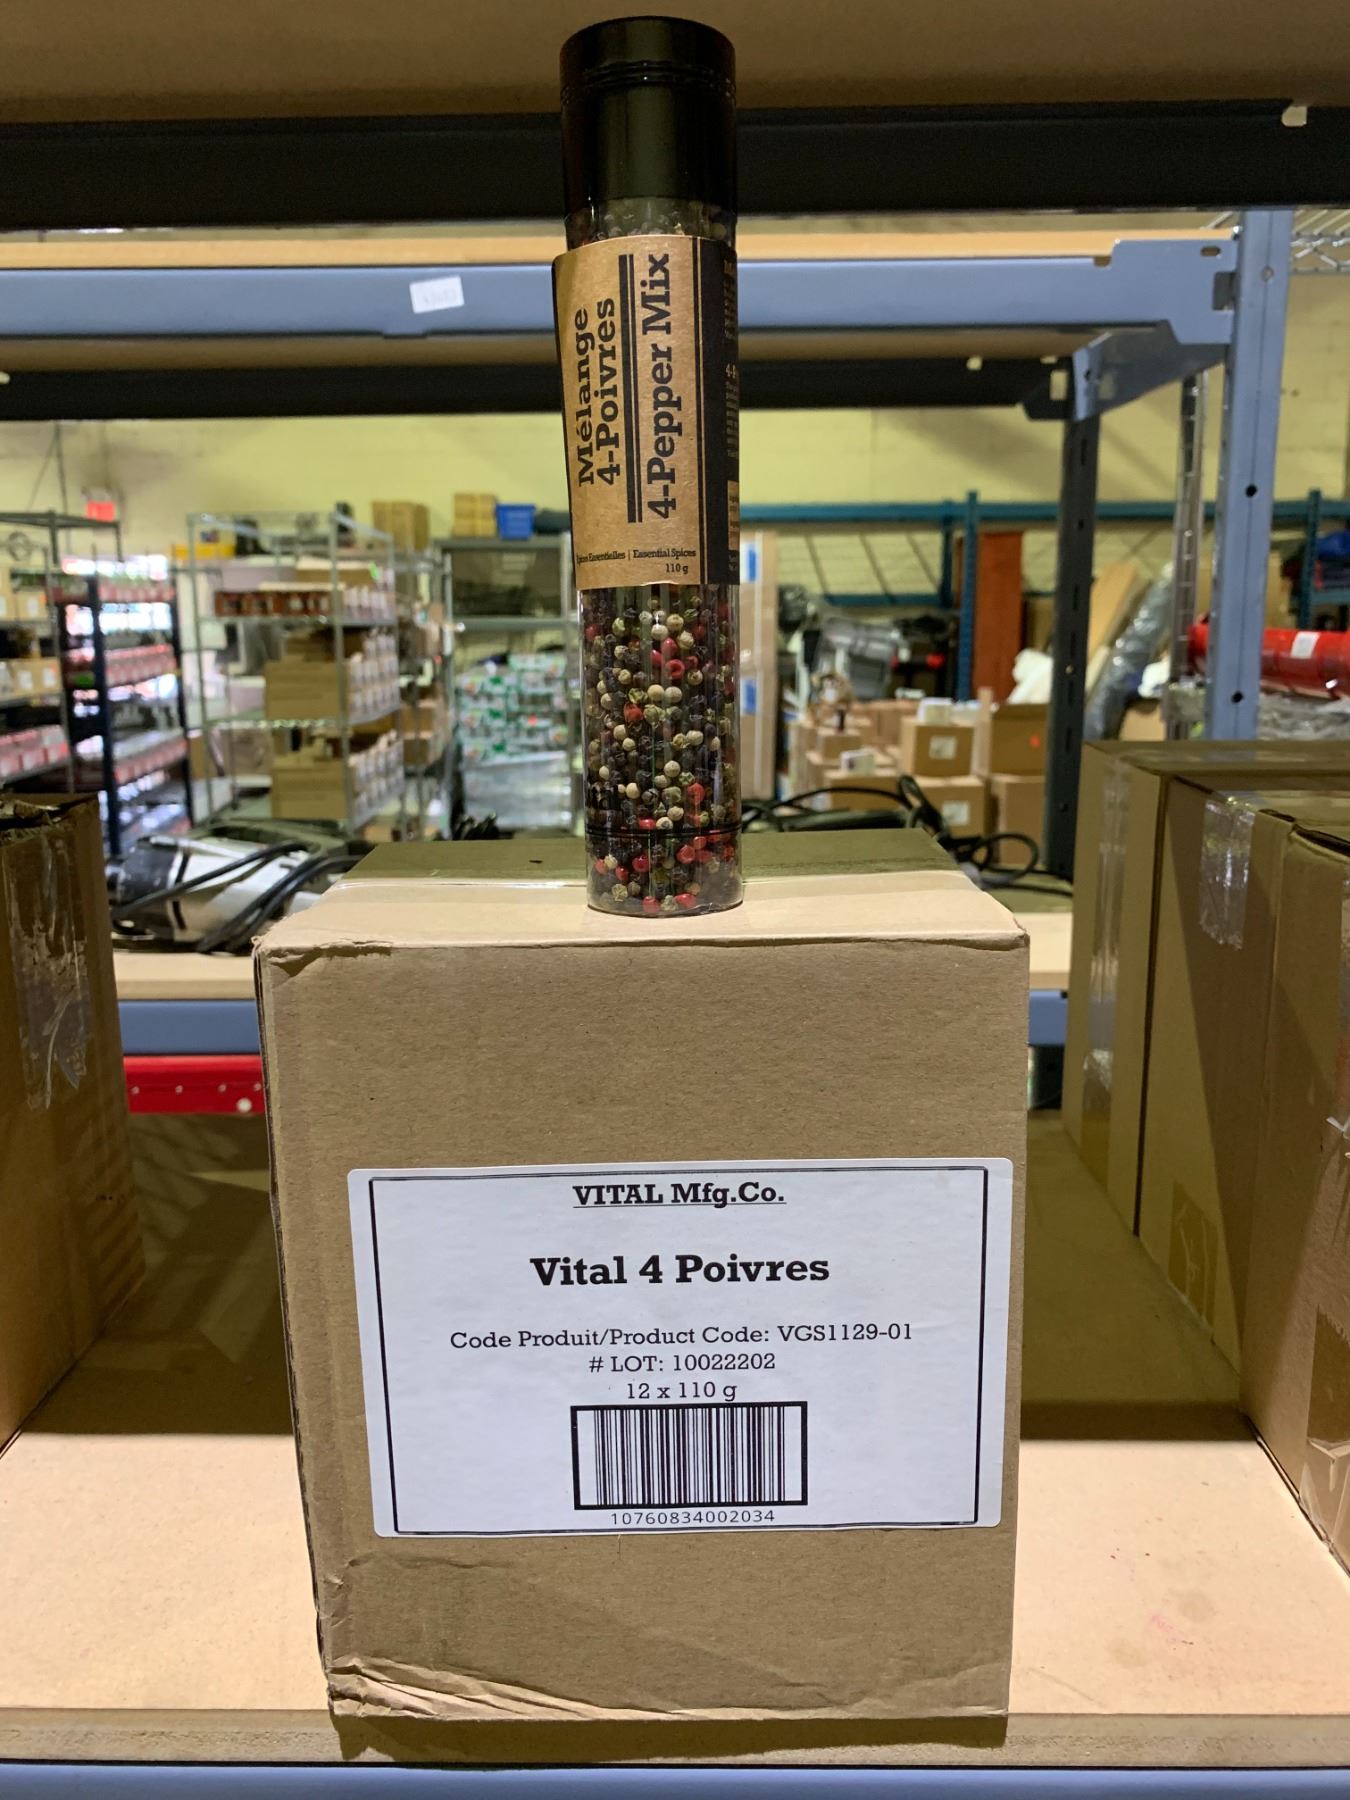 Mélange
4-Poivres
4-Pepper Mix
Essentielles | Essential Spices
110 g
VITAL Mfg.Co.
Vital 4 Poivres
Code Produit/Product Code: VGS1129-01
# LOT: 10022202
12 x 110 g
10760834002034